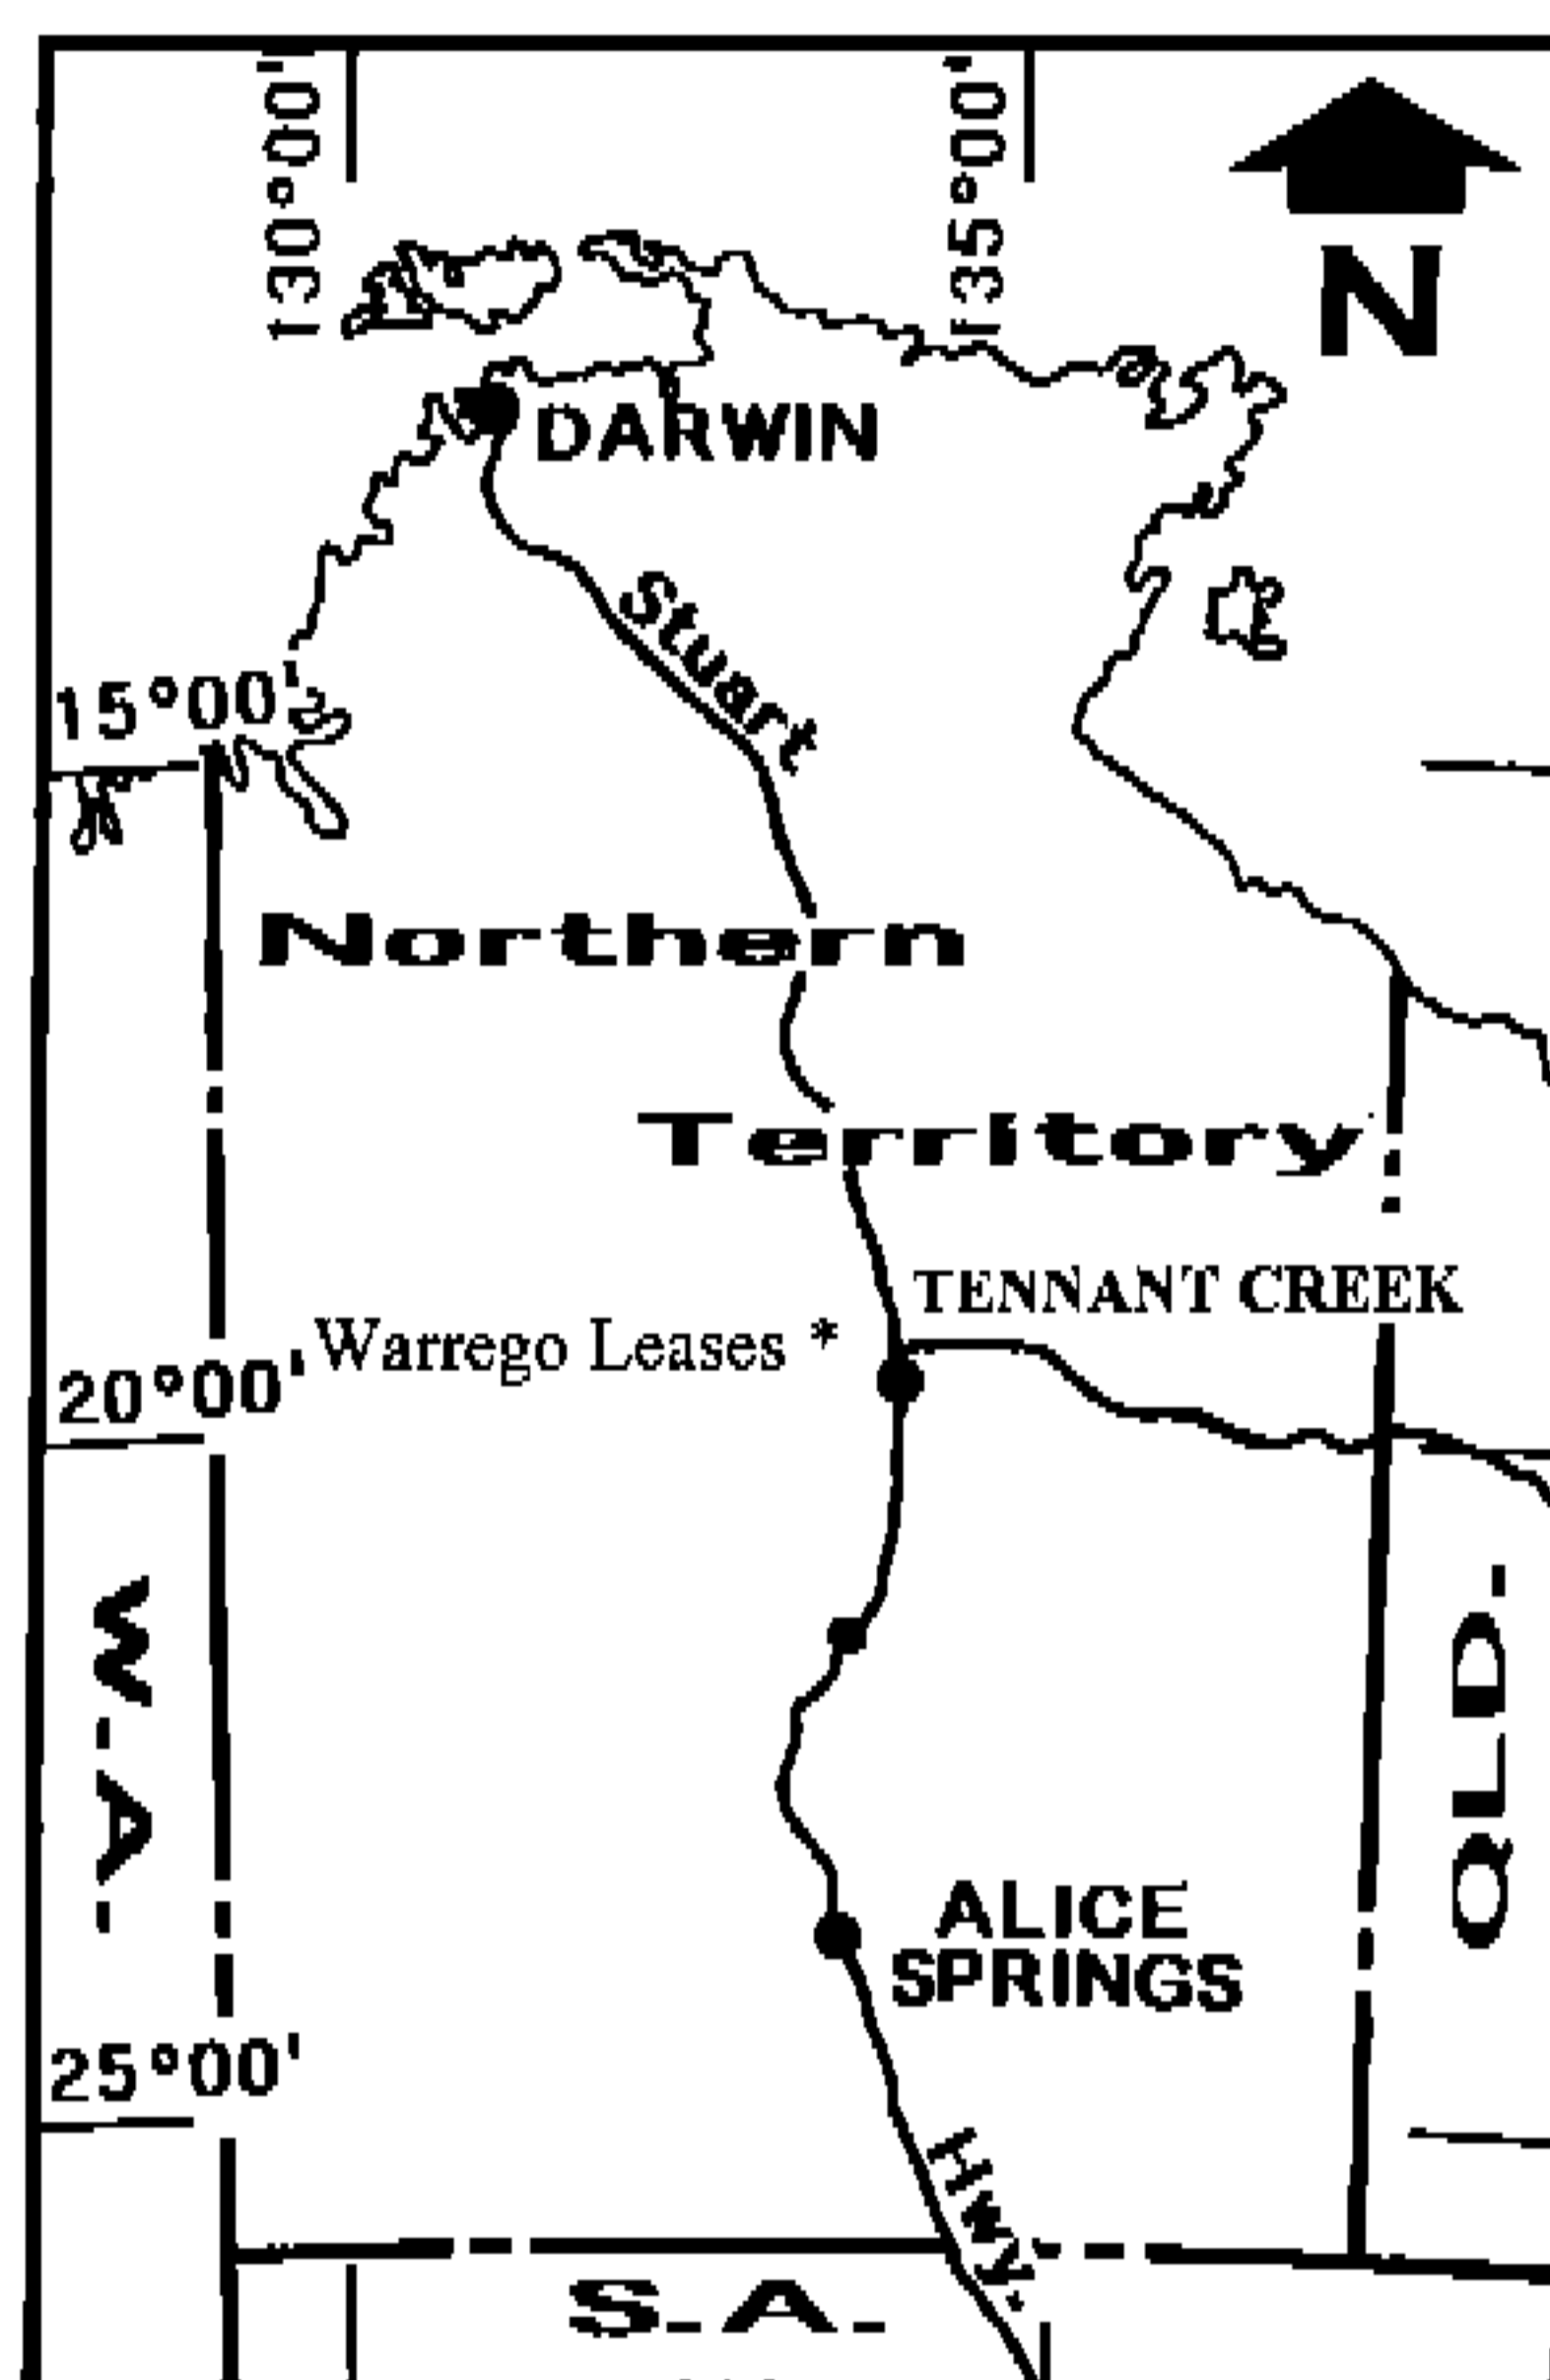 130°00'
135°00'
N
DARWIN
Stuart
15°00'
Northern
Territory
TENNANT CREEK
Warrego Leases *
20°00'
W.A.
QLD.
ALICE
SPRINGS
25°00'
Hwy.
S.A.